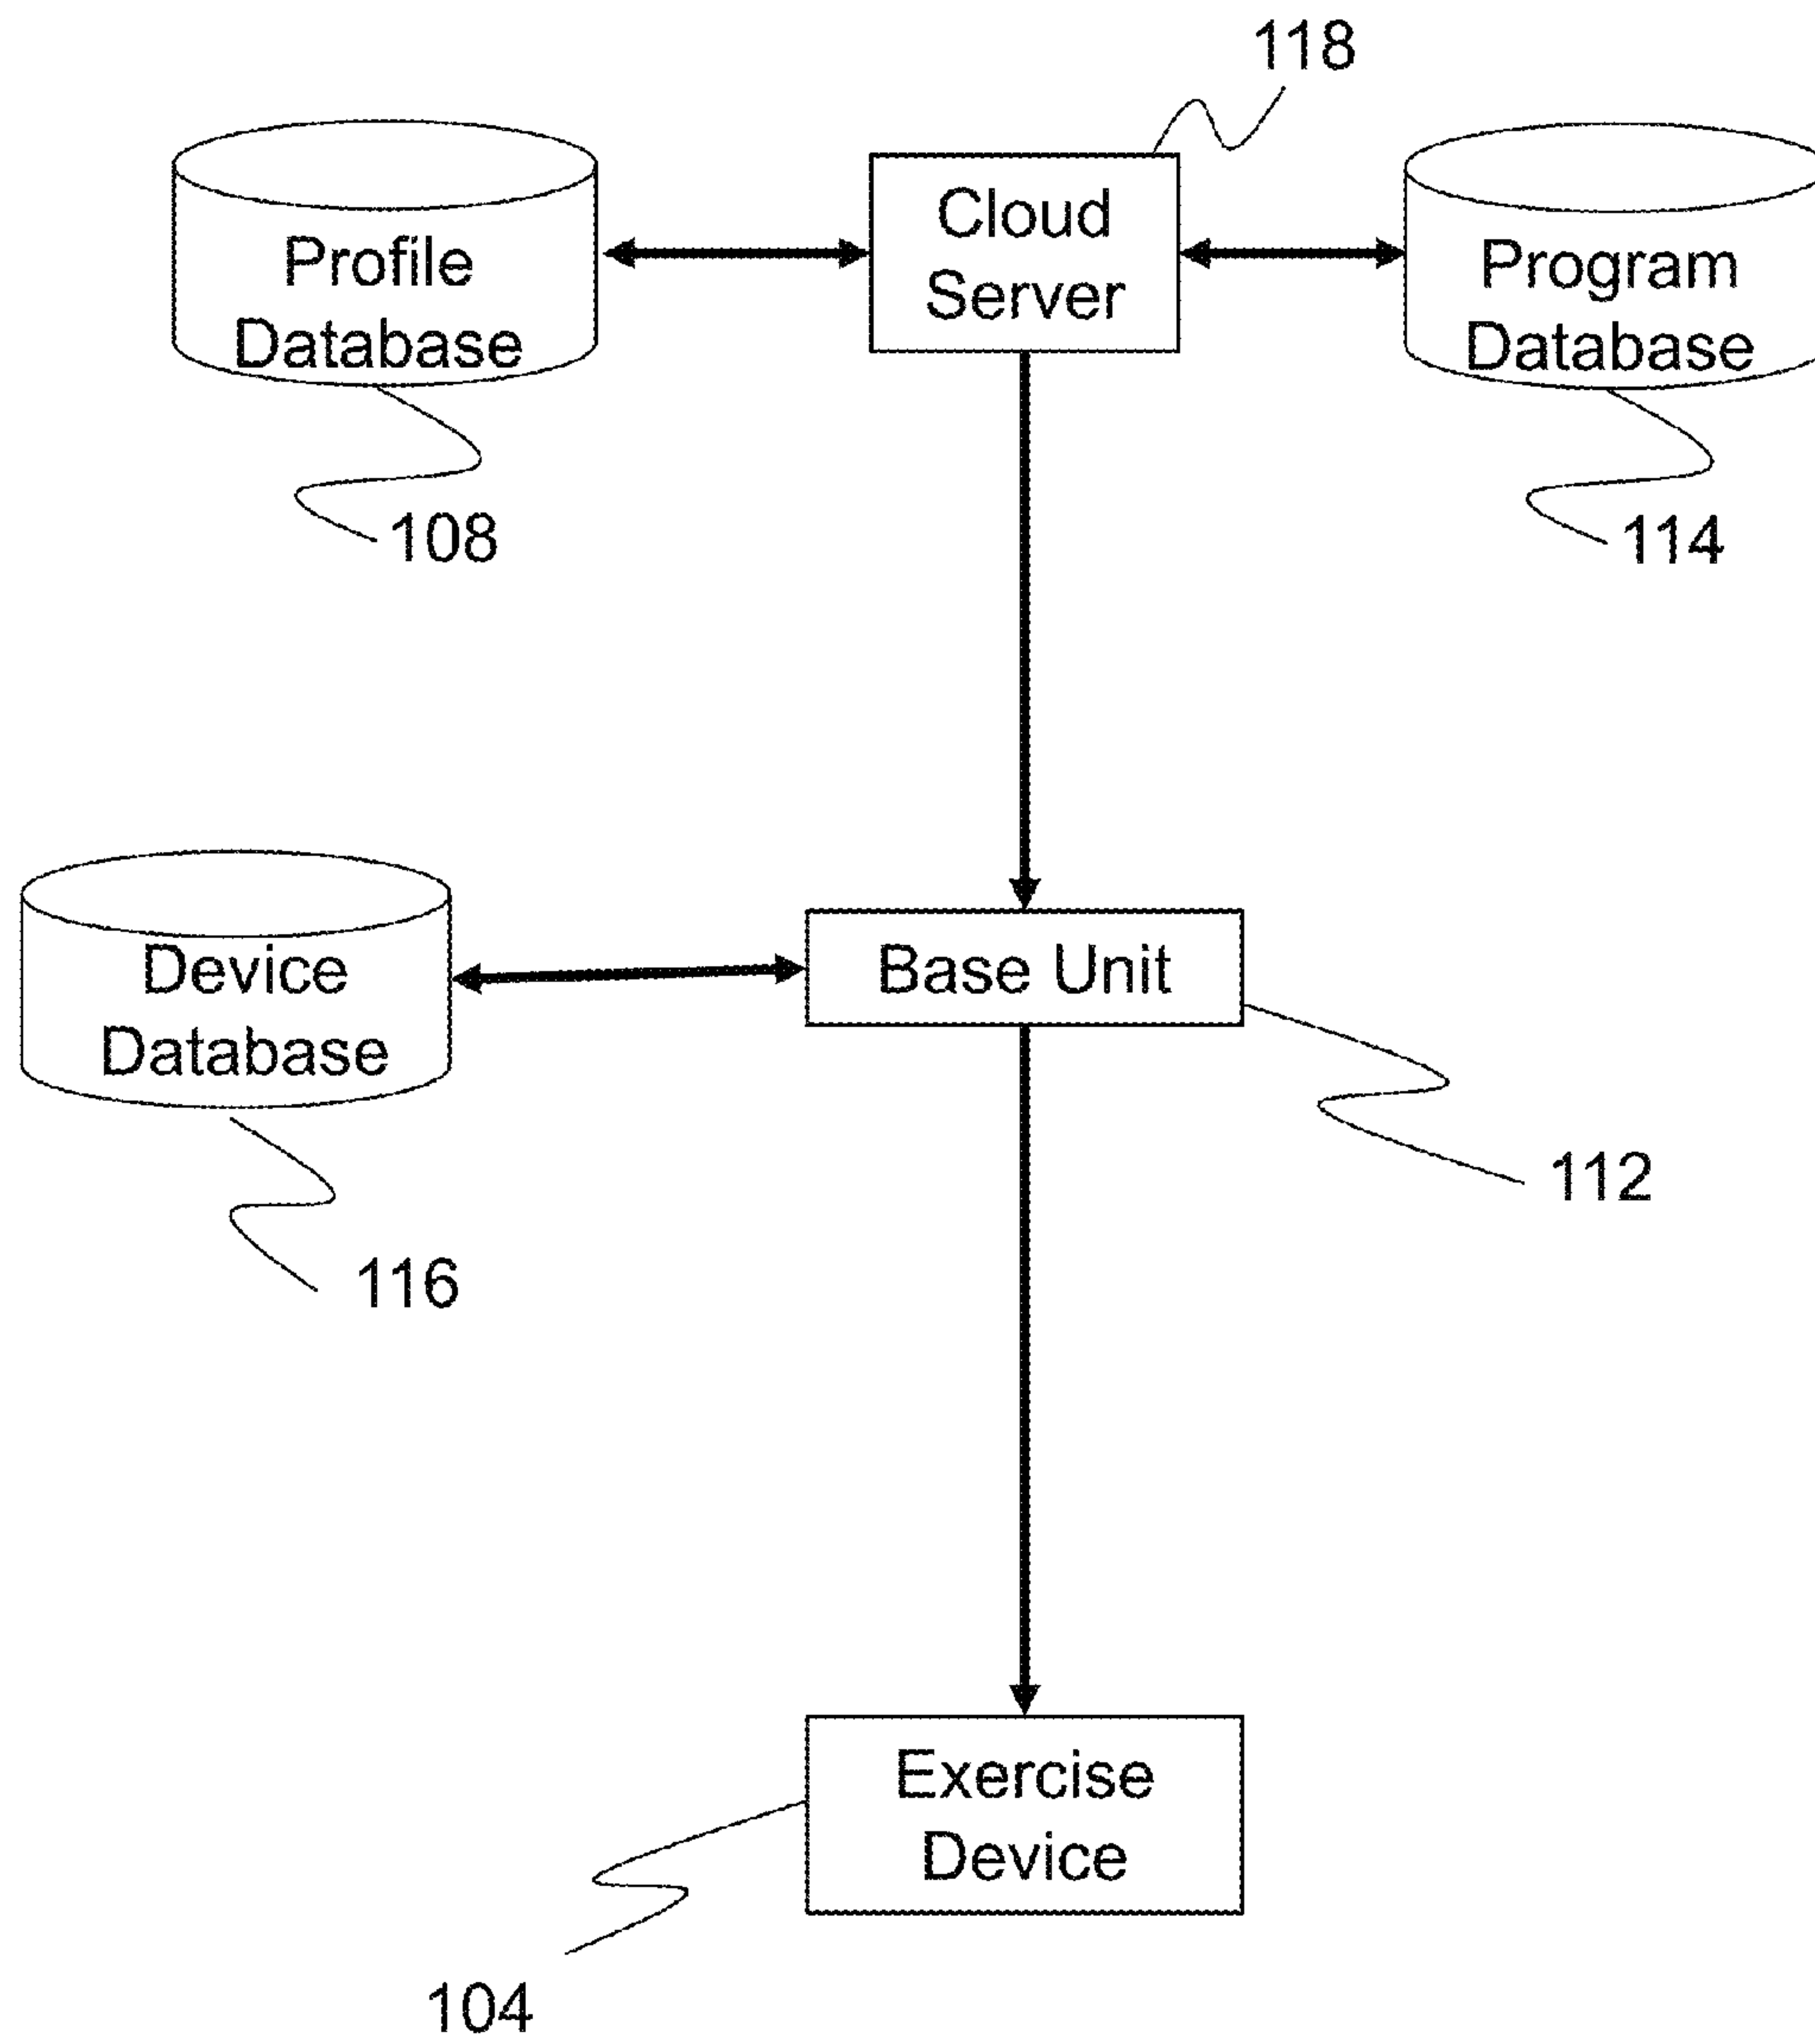 118
Profile
Database
Cloud
Server
Program
Database
108
114
Device
Database
Base Unit
112
116
Exercise
Device
104